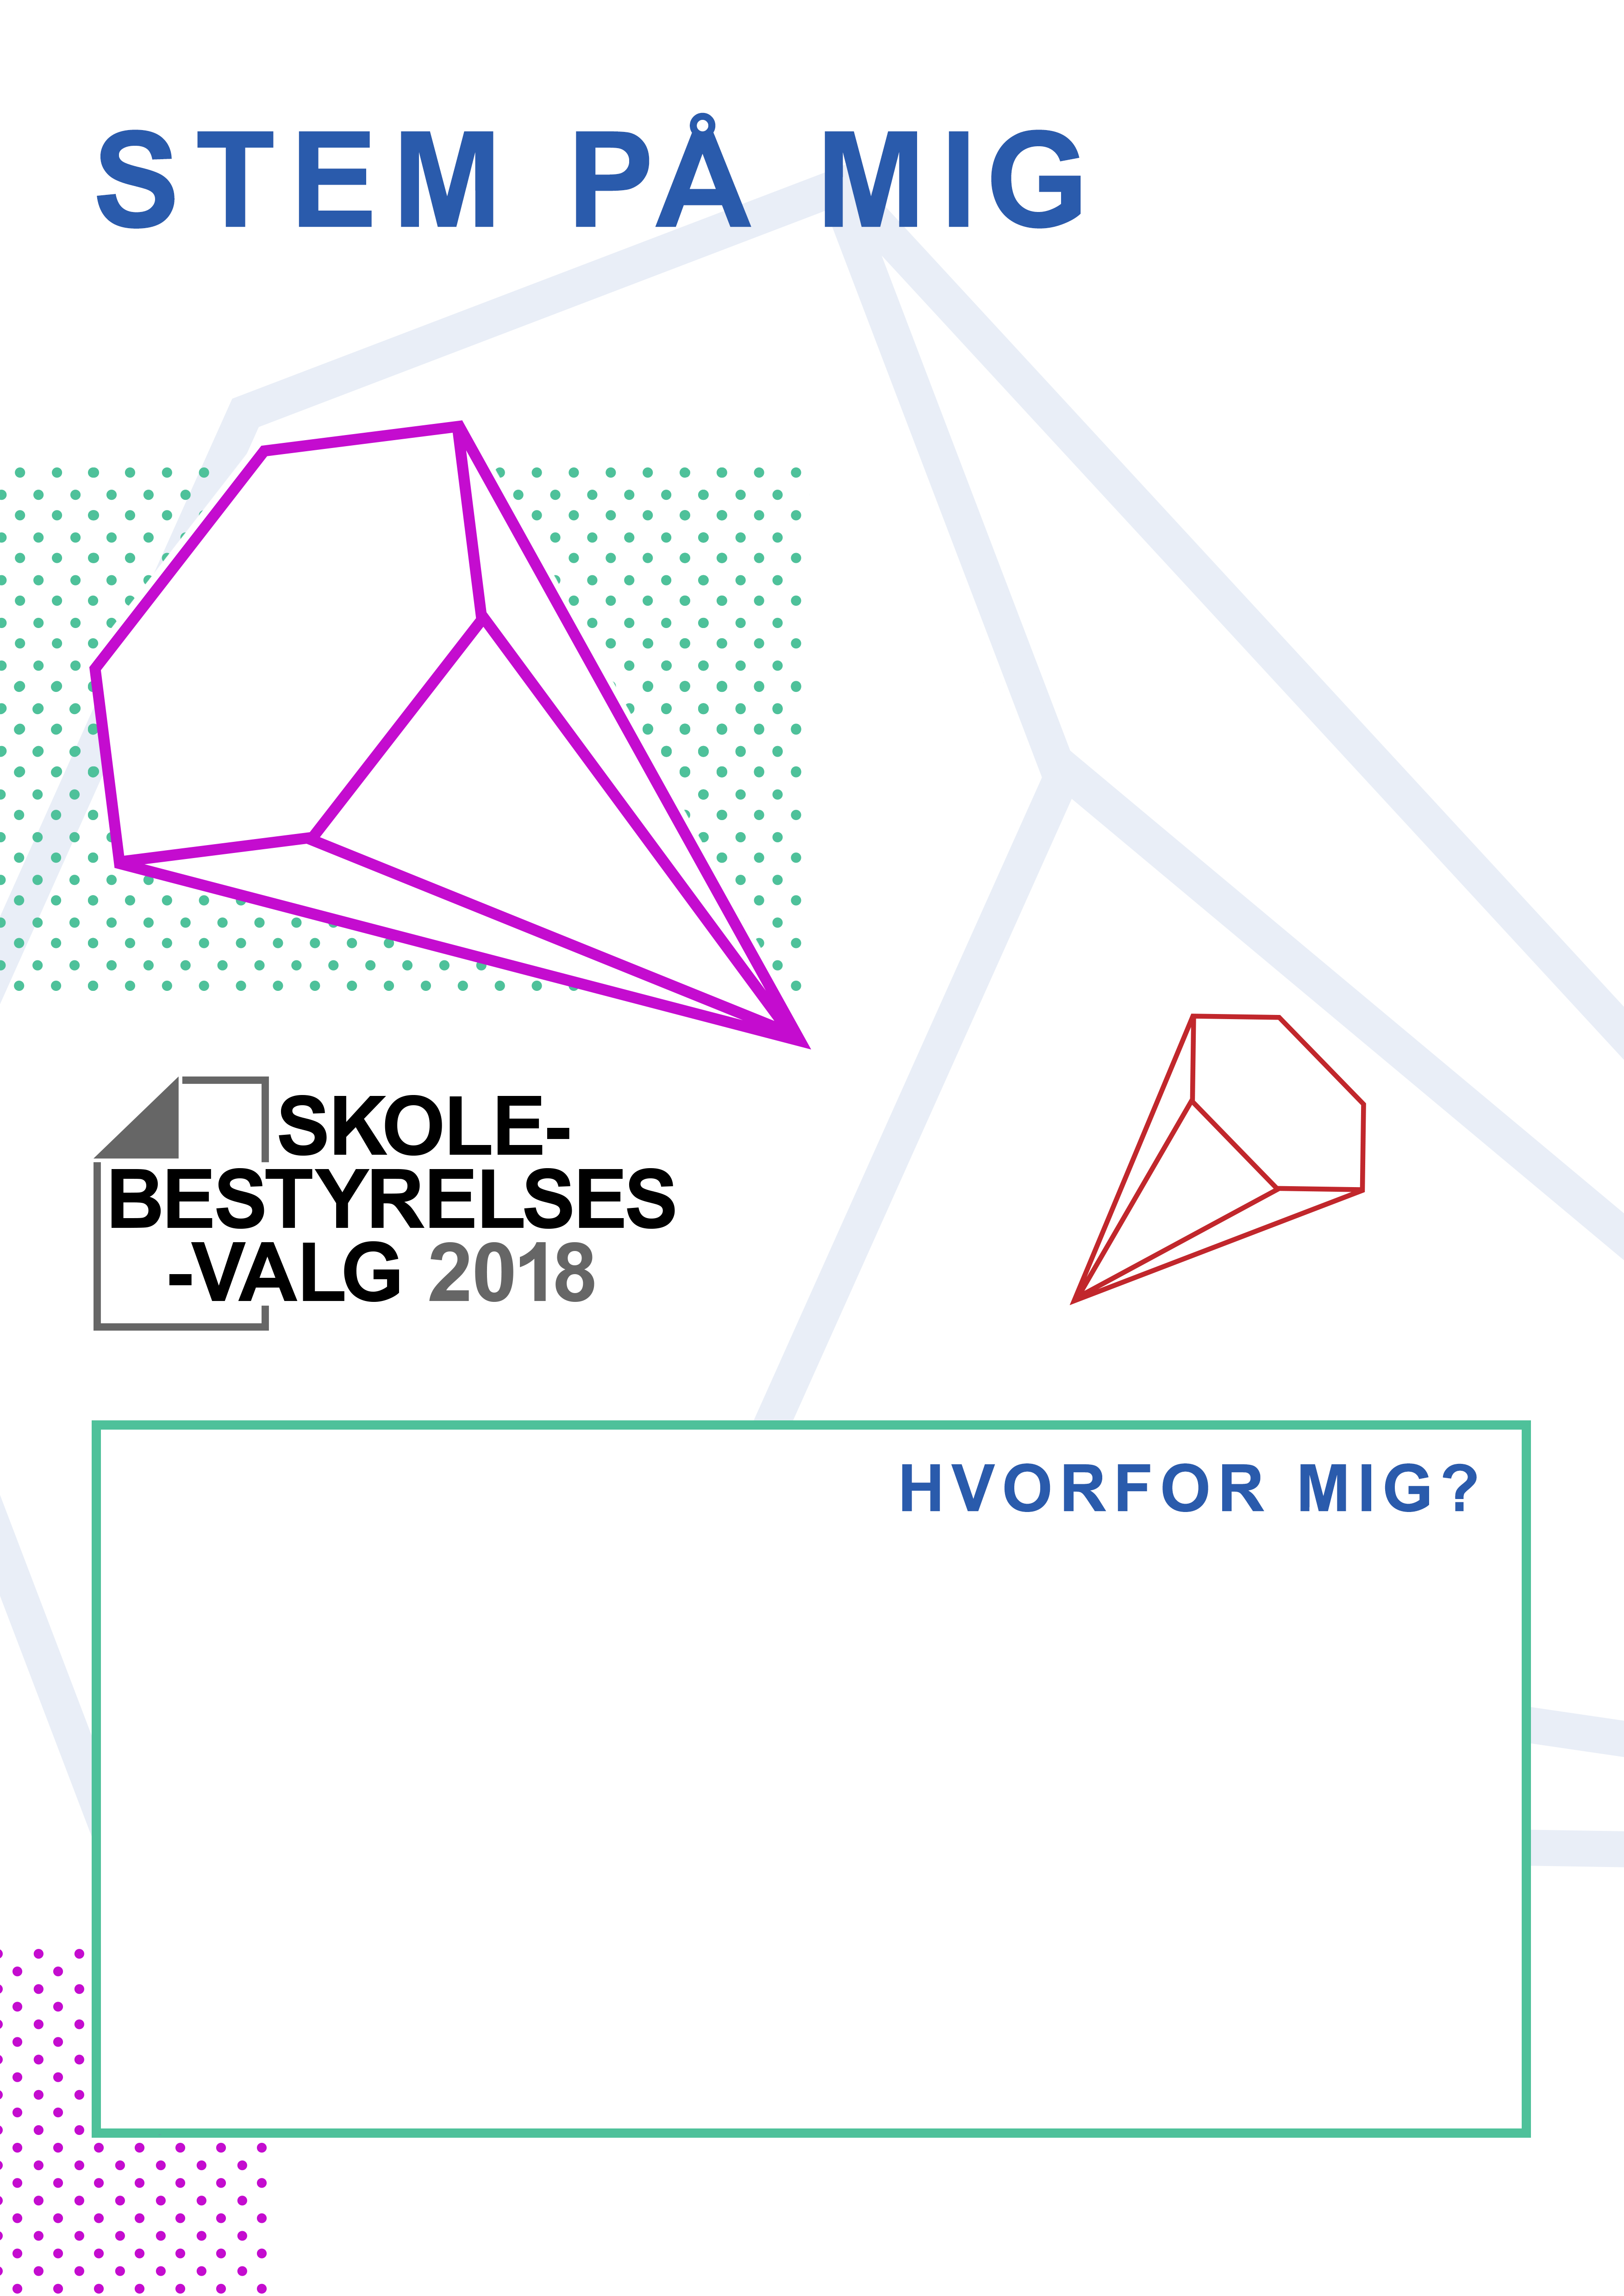 STEM PÅ MIG
SKOLE-
BESTYRELSES
-VALG 2018
HVORFOR MIG?